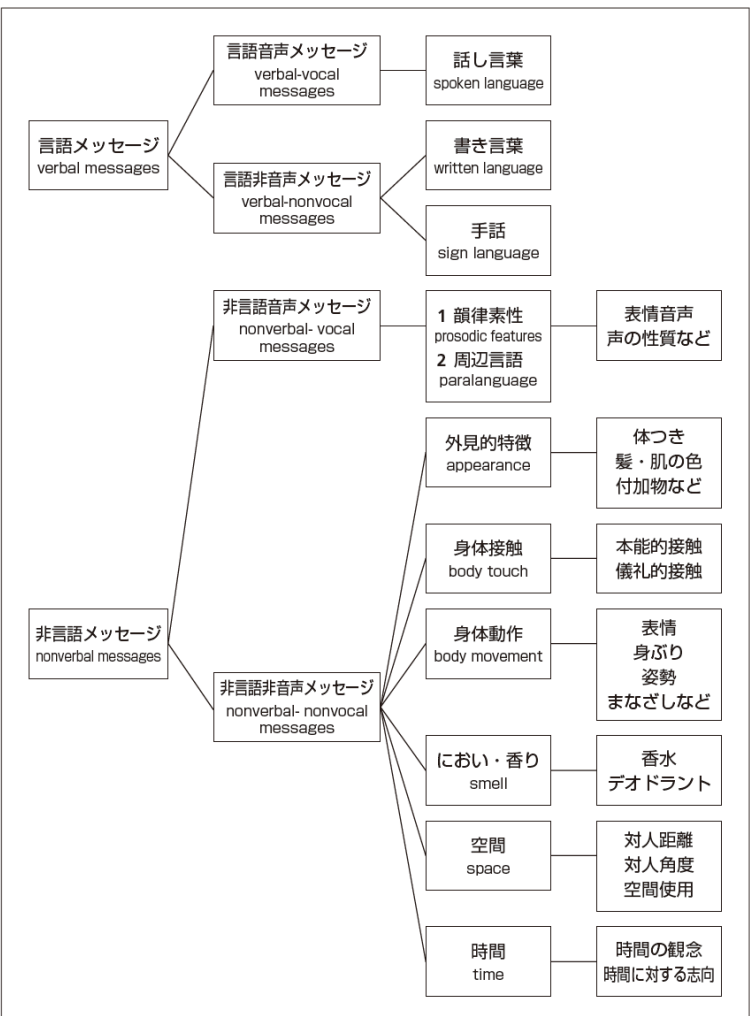 言語メッセージ
verbal messages
言語音声メッセージ
verbal-vocal
messages
話し言葉
spoken language
言語非音声メッセージ
verbal-nonvocal
messages
書き言葉
written language
手話
sign language
非言語メッセージ
nonverbal messages
非言語音声メッセージ
nonverbal- vocal
messages
1 韻律素性
prosodic features
2 周辺言語
paralanguage
表情音声
声の性質など
非言語非音声メッセージ
nonverbal- nonvocal
messages
外見的特徴
appearance
体つき
髪・肌の色
付加物など
身体接触
body touch
本能的接触
儀礼的接触
身体動作
body movement
表情
身ぶり
姿勢
まなざしなど
におい・香り
smell
香水
デオドラント
空間
space
対人距離
対人角度
空間使用
時間
time
時間の観念
時間に対する志向